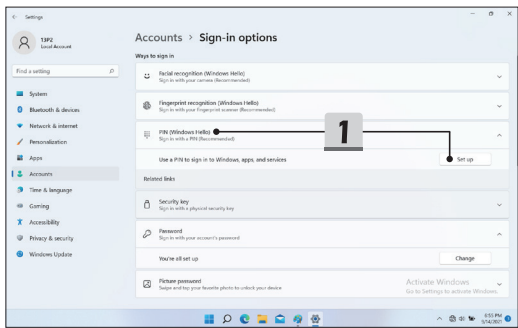 Settings
13P2
Local Account
Find a setting
System
Bluetooth & devices
Network & internet
Personalization
Apps
Accounts
Time & language
Gaming
Accessibility
Privacy & security
Windows Update
Accounts > Sign-in options
Ways to sign in
Facial recognition (Windows Hello)
Sign in with your camera (Recommended)
Fingerprint recognition (Windows Hello)
Sign in with your fingerprint scanner (Recommended)
PIN (Windows Hello)
Sign in with a PIN (Recommended)
1
Use a PIN to sign in to Windows, apps, and services
Set up
Related links
Security key
Sign in with a physical security key
Password
Sign in with your account's password
You're all set up
Change
Picture password
Swipe and tap your favorite photo to unlock your device
Activate Windows
Go to Settings to activate Windows.
6:55 PM
5/14/2021